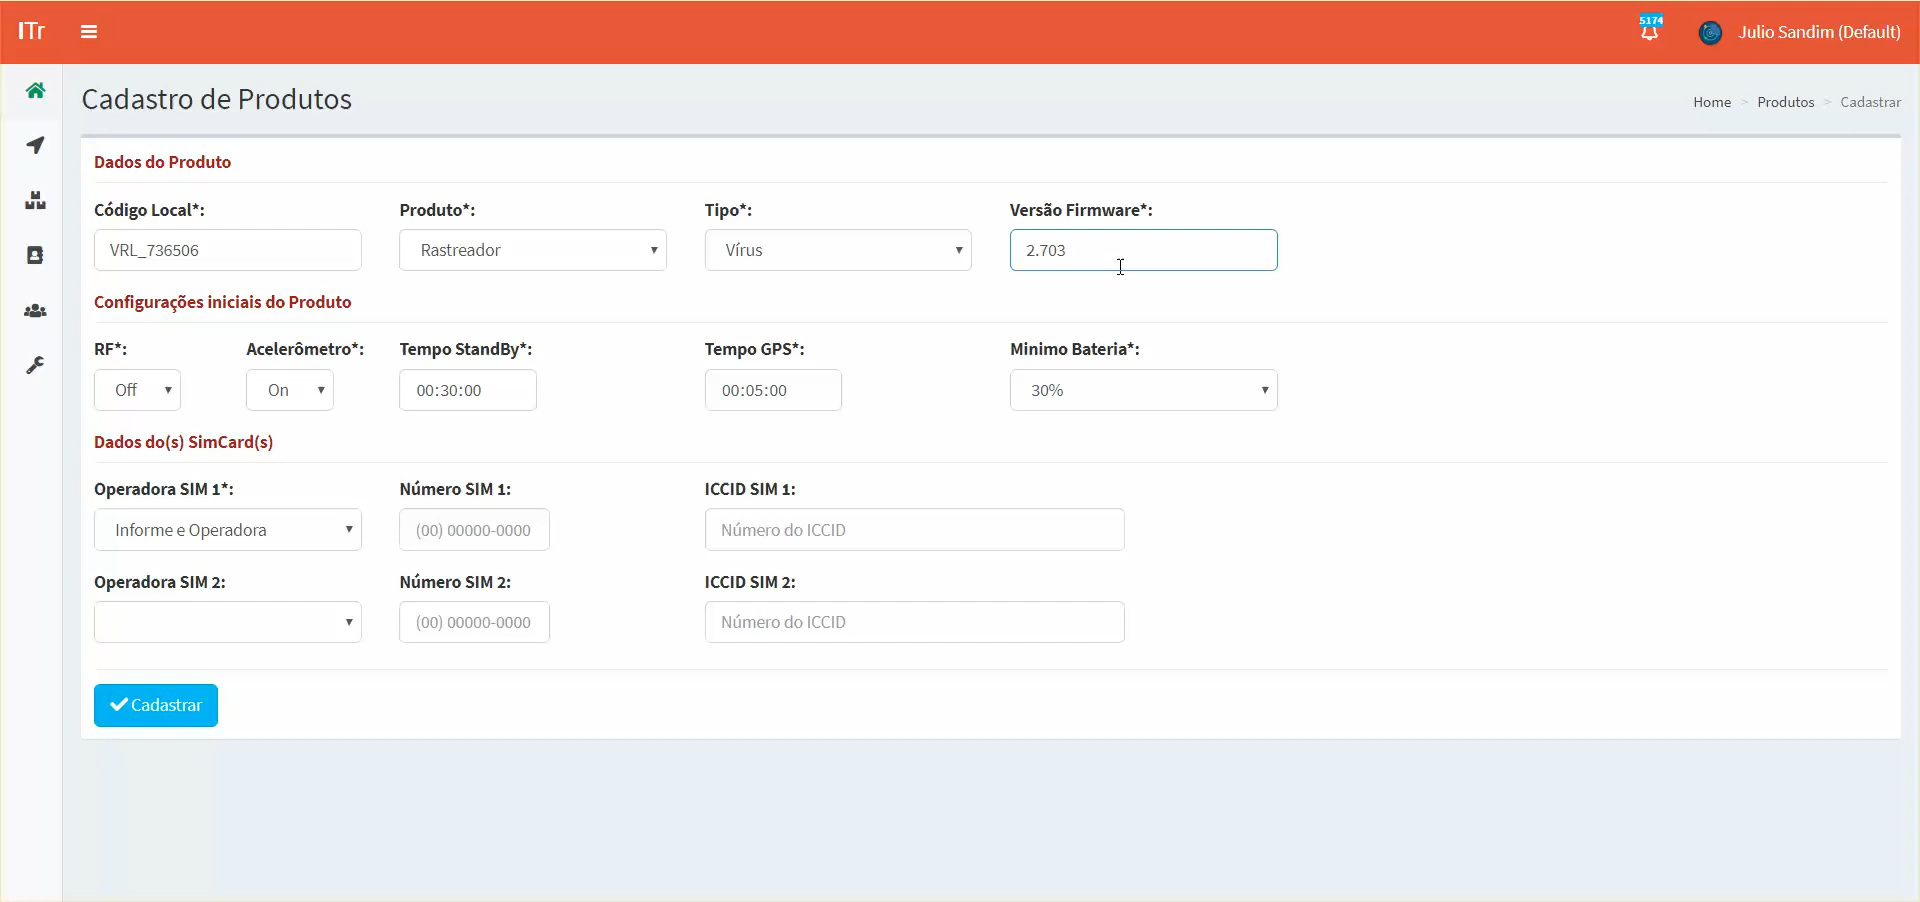 ITr
5174
Julio Sandim (Default)
Cadastro de Produtos
Home > Produtos > Cadastrar
Dados do Produto
Código Local*: Produto*: Tipo*: Versão Firmware*:
VRL_736506 Rastreador Vírus 2.703
Configurações iniciais do Produto
RF*: Acelerômetro*: Tempo StandBy*: Tempo GPS*: Minimo Bateria*:
Off On 00:30:00 00:05:00 30%
Dados do(s) SimCard(s)
Operadora SIM 1*: Número SIM 1: ICCID SIM 1:
Informe e Operadora (00) 00000-0000 Número do ICCID
Operadora SIM 2: Número SIM 2: ICCID SIM 2:
(00) 00000-0000 Número do ICCID
Cadastrar